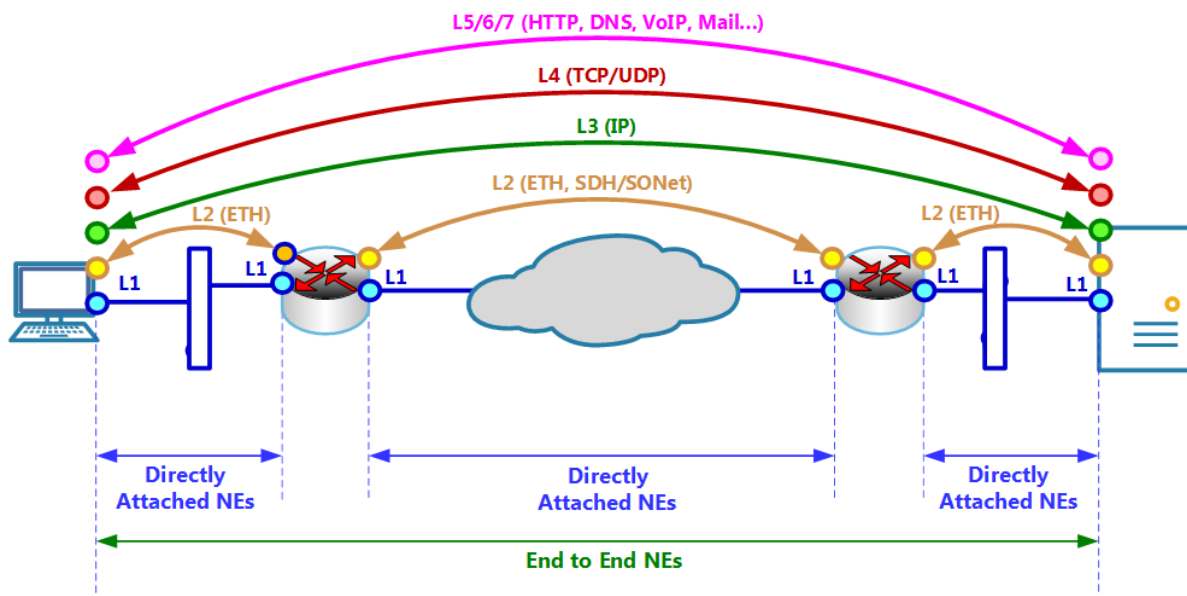 L5/6/7 (HTTP, DNS, VoIP, Mail...)
L4 (TCP/UDP)
L3 (IP)
L2 (ETH, SDH/SONet)
L2 (ETH)
L2 (ETH)
L1
L1
L1
L1
L1
L1
Directly
Attached NEs
Directly
Attached NEs
Directly
Attached NEs
End to End NEs